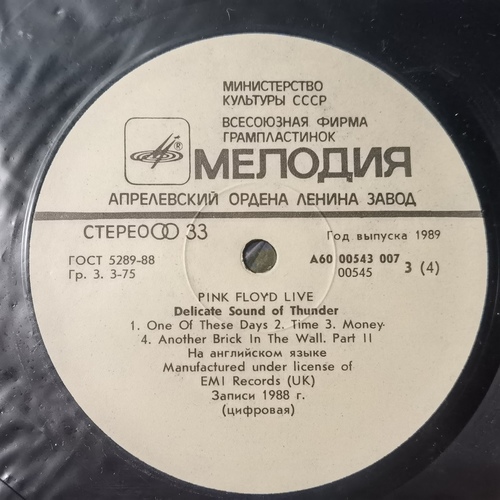 МИНИСТЕРСТВО
КУЛЬТУРЫ СССР
ВСЕСОЮЗНАЯ ФИРМА
ГРАМПЛАСТИНОК
®
МЕЛОДИЯ
АПРЕЛЕВСКИЙ ОРДЕНА ЛЕНИНА ЗАВОД
СТЕРЕО 33
Год выпуска 1989
ГОСТ 5289-88
Гр. 3. 3-75
А60 00543 007
00545
3 (4)
PINK FLOYD LIVE
Delicate Sound of Thunder
1. One Of These Days 2. Time 3. Money
4. Another Brick In The Wall. Part II
На английском языке
Manufactured under license of
EMI Records (UK)
Записи 1988 г.
(цифровая)